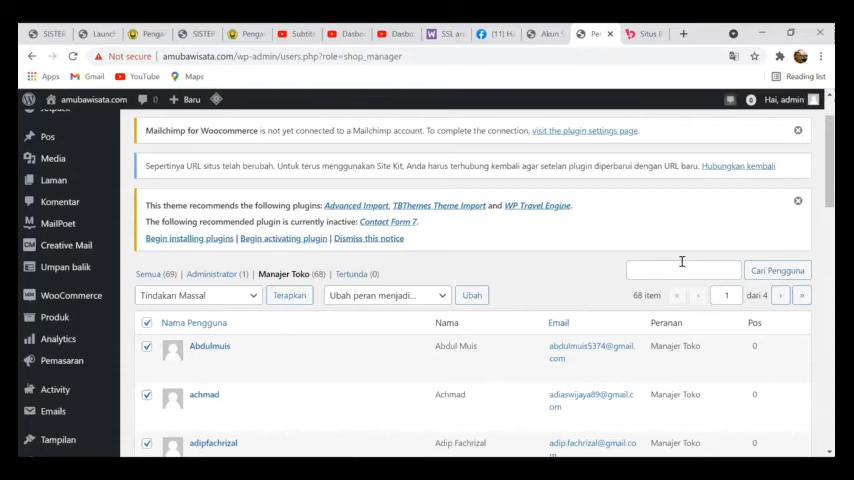 SISTER
Launch
Penga
SISTER
Penga
Subtitl
Dasbo
Dasbo
SSL an
(11) H
Akun S
Per
Situs E
Not secure
amubawisata.com/wp-admin/users.php?role=shop_manager
Apps
Gmail
YouTube
Maps
Reading list
amubawisata.com
0
Baru
0
Hai, admin
Jetpack
Pos
Media
Laman
Komentar
MailPoet
CM
Creative Mail
Umpan balik
WooCommerce
Produk
Analytics
Pemasaran
Activity
Emails
Tampilan
Mailchimp for Woocommerce is not yet connected to a Mailchimp account. To complete the connection, visit the plugin settings page.
Sepertinya URL situs telah berubah. Untuk terus menggunakan Site Kit, Anda harus terhubung kembali agar setelan plugin diperbarui dengan URL baru. Hubungkan kembali
This theme recommends the following plugins: Advanced Import, TBThemes Theme Import and WP Travel Engine.
The following recommended plugin is currently inactive: Contact Form 7.
Begin installing plugins | Begin activating plugin | Dismiss this notice
Semua (69) | Administrator (1) | Manajer Toko (68) | Tertunda (0)
Cari Pengguna
Tindakan Massal
Terapkan
Ubah peran menjadi...
Ubah
68 item
«
‹
1
dari 4
›
»
Nama Pengguna
Nama
Email
Peranan
Pos
Abdulmuis
Abdul Muis
abdulmuis5374@gmail.
com
Manajer Toko
0
achmad
Achmad
adiaswijaya89@gmail.c
om
Manajer Toko
0
adipfachrizal
Adip Fachrizal
adip.fachrizal@gmail.co
Manajer Toko
0